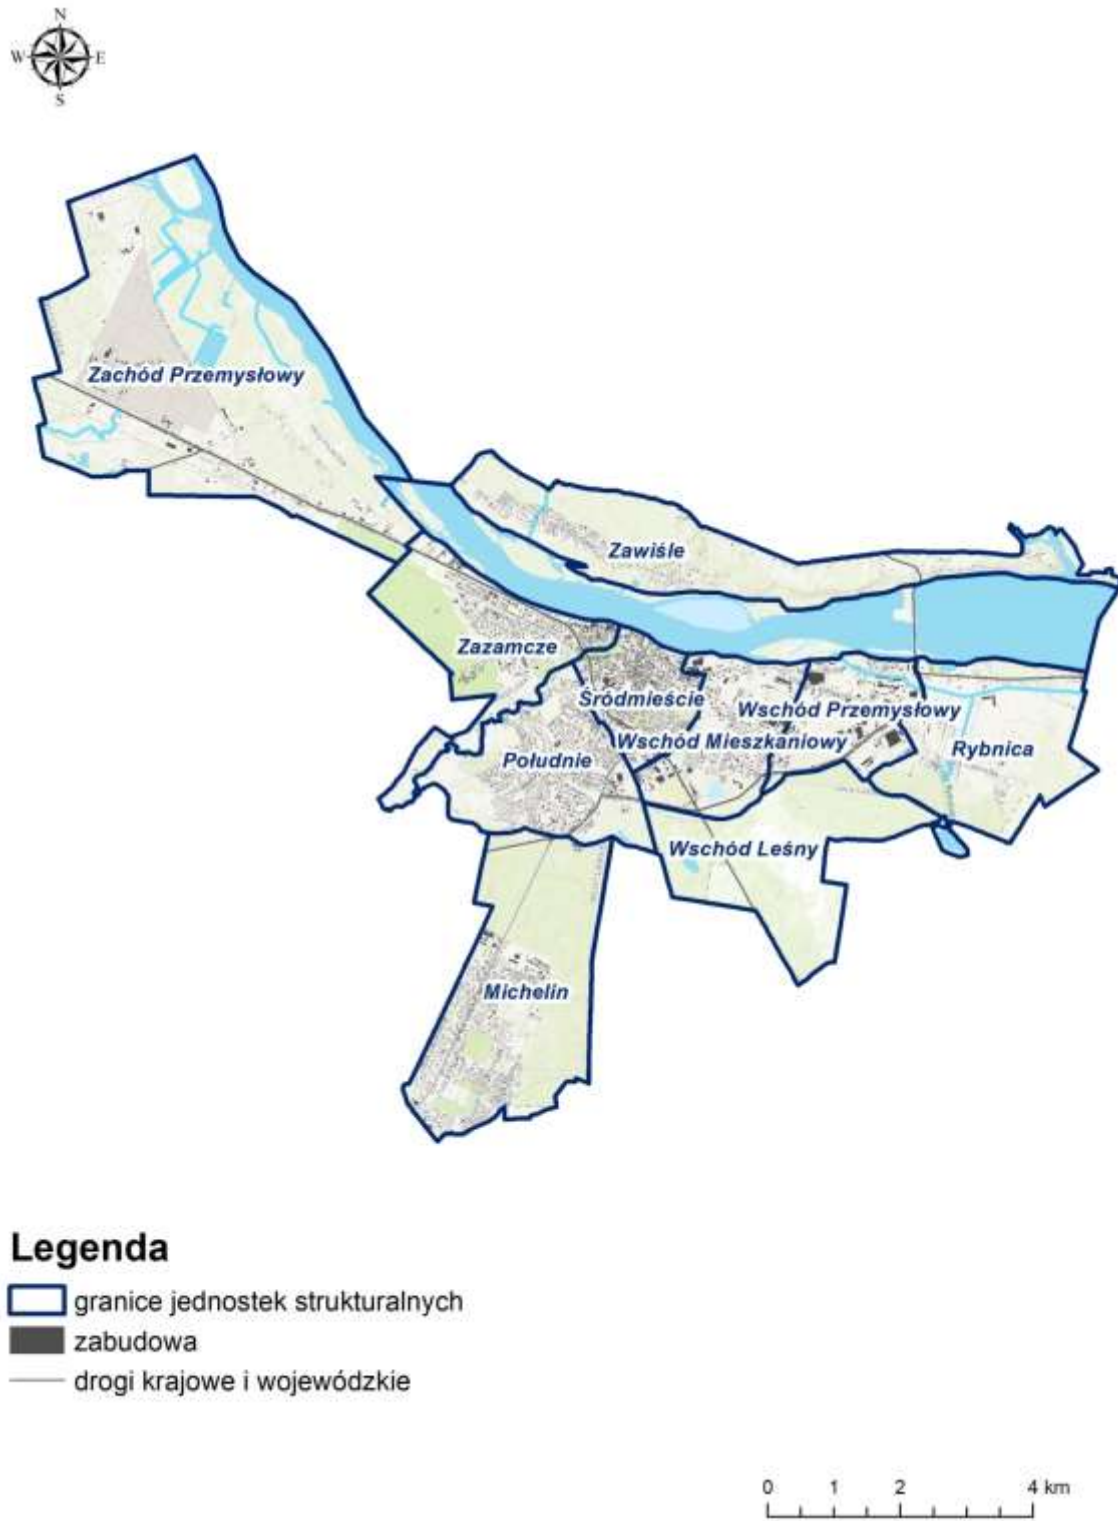 N
W E
S
Zachód Przemysłowy
Zawiśle
Zazamcze
Śródmieście
Wschód Przemysłowy
Wschód Mieszkaniowy
Rybnica
Południe
Wschód Leśny
Michelin
Legenda
granice jednostek strukturalnych
zabudowa
drogi krajowe i wojewódzkie
0 1 2 4 km